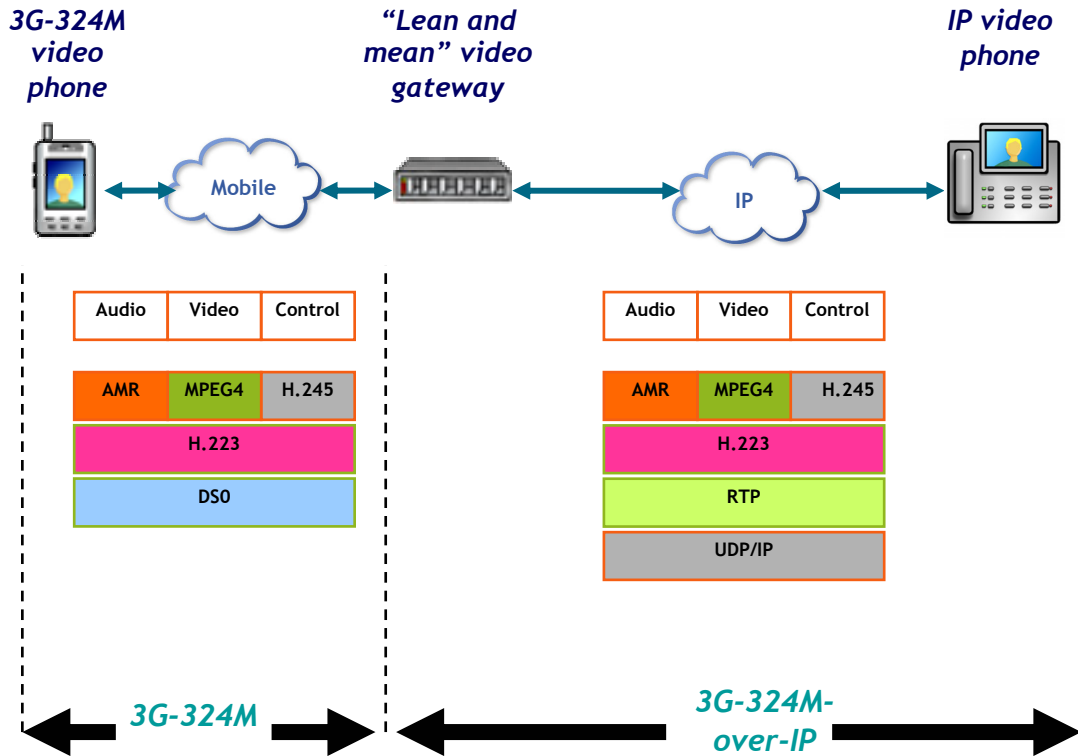 3G-324M
video
phone
“Lean and
mean” video
gateway
IP video
phone
Mobile
IP
Audio Video Control
AMR MPEG4 H.245
H.223
DS0
Audio Video Control
AMR MPEG4 H.245
H.223
RTP
UDP/IP
3G-324M
3G-324M-
over-IP